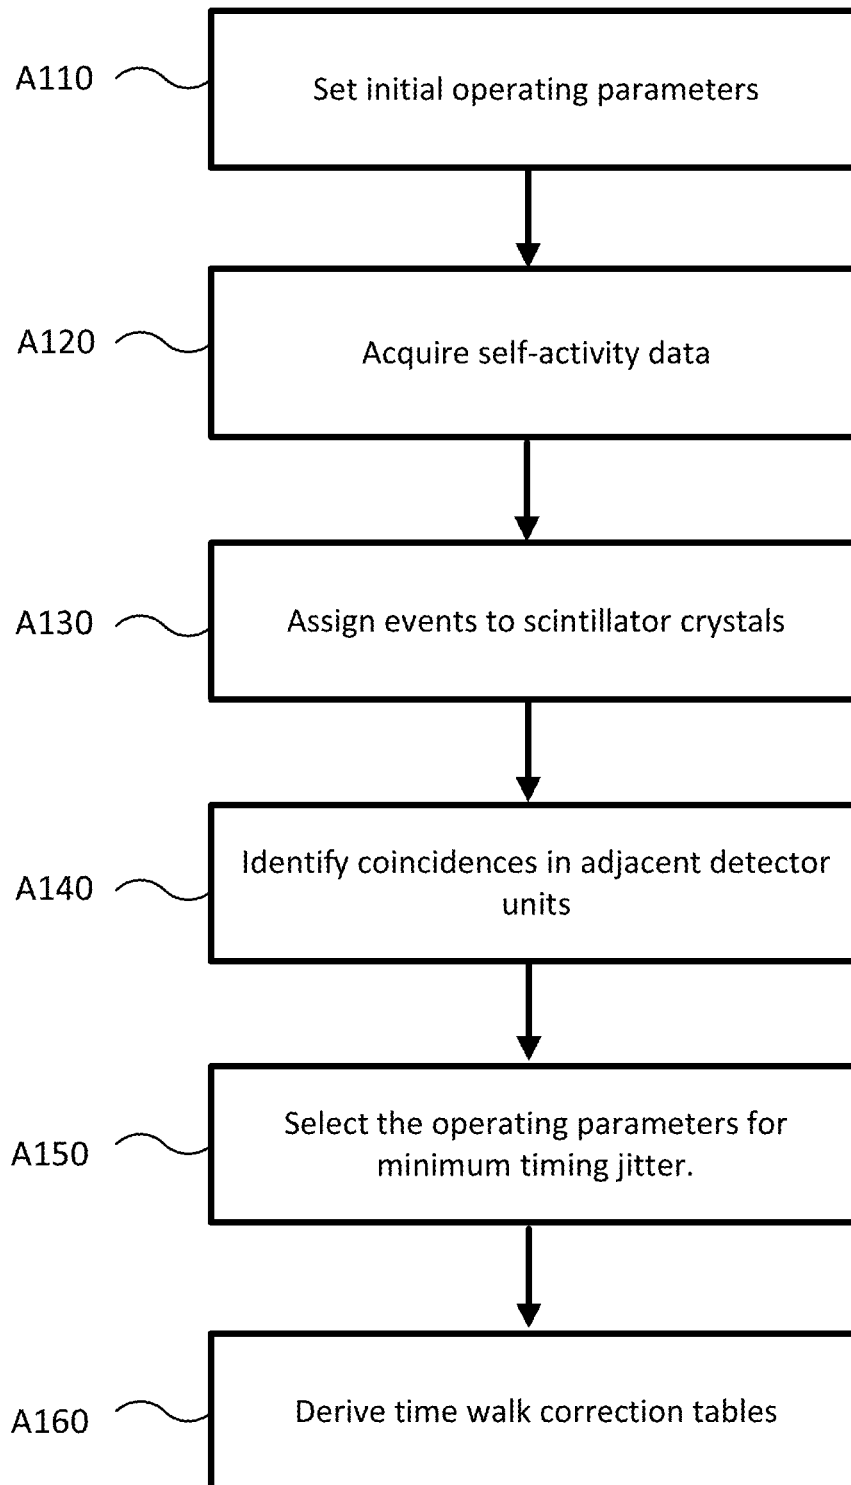 A110
Set initial operating parameters
A120
Acquire self-activity data
A130
Assign events to scintillator crystals
A140
Identify coincidences in adjacent detector
units
A150
Select the operating parameters for
minimum timing jitter.
A160
Derive time walk correction tables